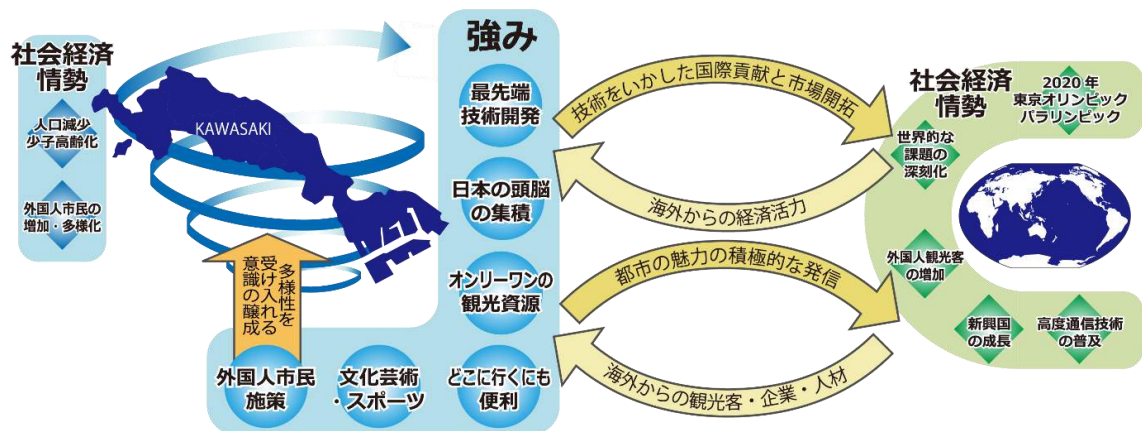 社会経済
情勢
人口減少
少子高齢化
外国人市民の
増加・多様化
KAWASAKI
多様性を
受け入れる
意識の醸成
強み
最先端
技術開発
日本の頭脳
の集積
オンリーワンの
観光資源
外国人市民
施策
文化芸術
・スポーツ
どこに行くにも
便利
技術をいかした国際貢献と市場開拓
海外からの経済活力
都市の魅力の積極的な発信
海外からの観光客・企業・人材
社会経済
情勢
2020 年
東京オリンピック
パラリンピック
世界的な
課題の
深刻化
外国人観光客
の増加
新興国
の成長
高度通信技術
の普及